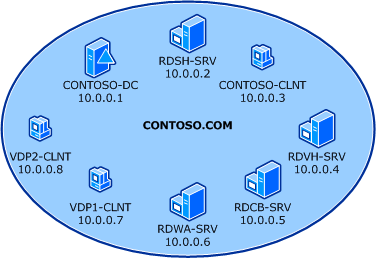 RDSH-SRV
10.0.0.2
CONTOSO-DC
10.0.0.1
CONTOSO-CLNT
10.0.0.3
CONTOSO.COM
VDP2-CLNT
10.0.0.8
RDVH-SRV
10.0.0.4
VDP1-CLNT
10.0.0.7
RDCB-SRV
10.0.0.5
RDWA-SRV
10.0.0.6